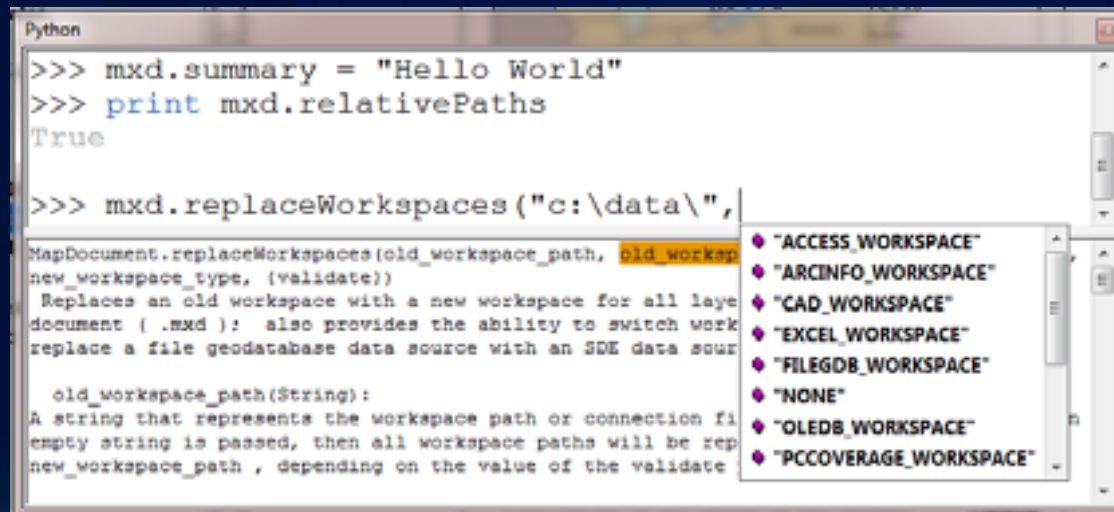 Python
>>> mxd.summary = "Hello World"
>>> print mxd.relativePaths
True
>>> mxd.replaceWorkspaces("c:\data\",
MapDocument.replaceWorkspaces(old_workspace_path, old_worksp ,
new_workspace_type, {validate})
Replaces an old workspace with a new workspace for all laye
document ( .mxd ); also provides the ability to switch work
replace a file geodatabase data source with an SDE data sour
old_workspace_path(String):
A string that represents the workspace path or connection fi n
empty string is passed, then all workspace paths will be rep
new_workspace_path , depending on the value of the validate
"ACCESS_WORKSPACE"
"ARCINFO_WORKSPACE"
"CAD_WORKSPACE"
"EXCEL_WORKSPACE"
"FILEGDB_WORKSPACE"
"NONE"
"OLEDB_WORKSPACE"
"PCCOVERAGE_WORKSPACE"